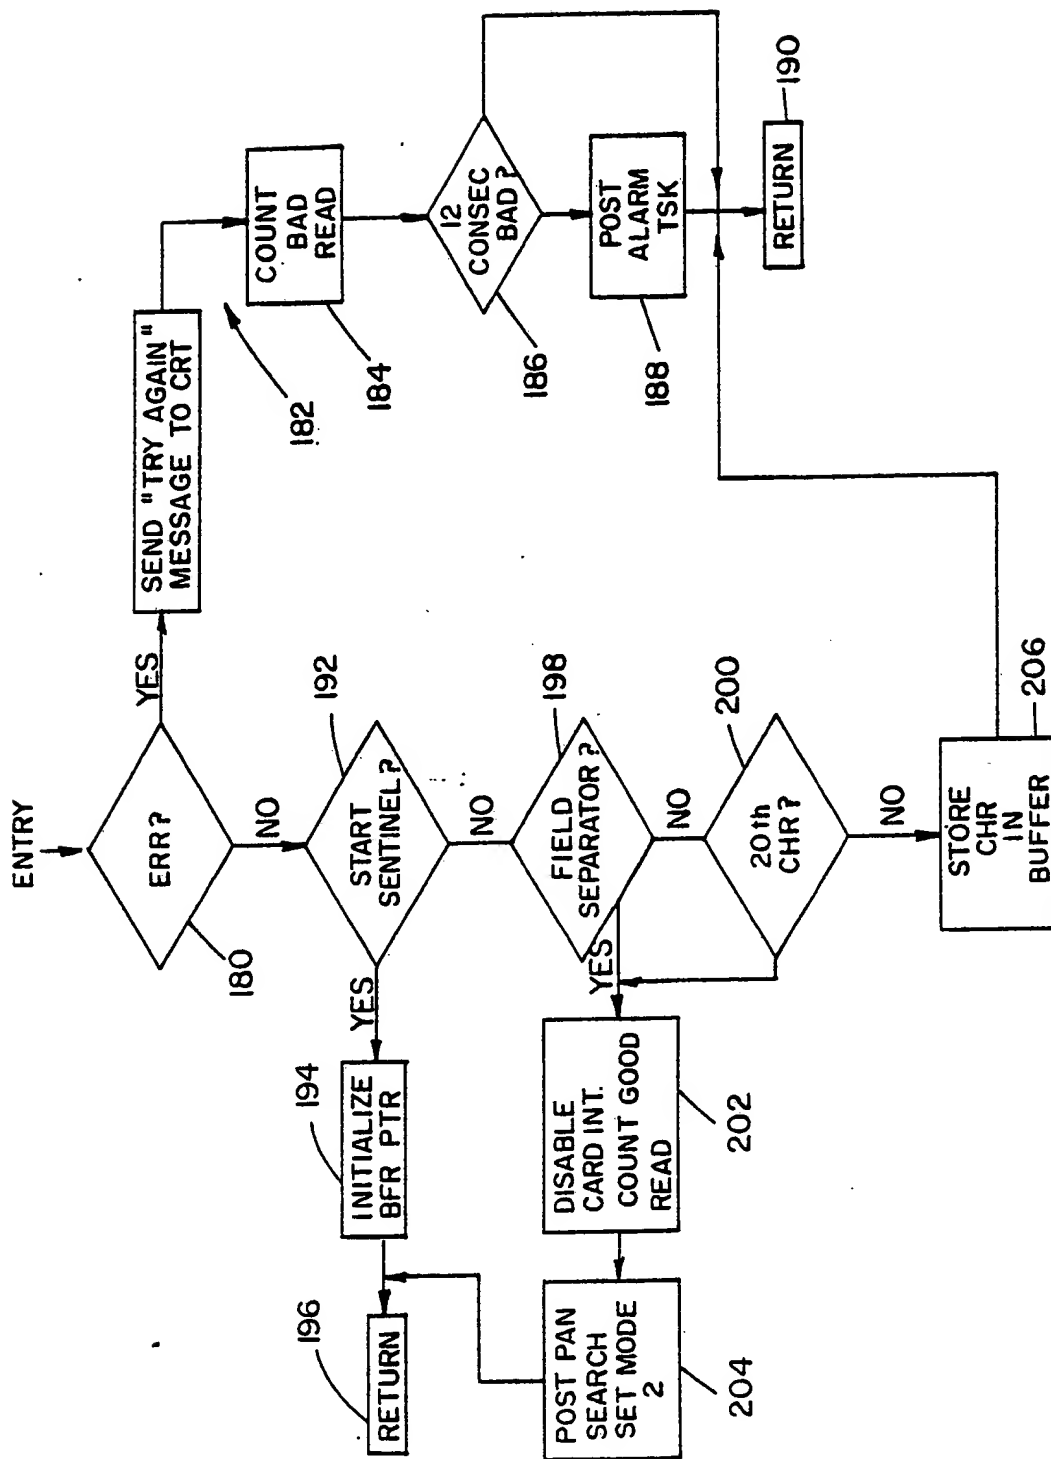 ENTRY
ERR?
180
YES
SEND "TRY AGAIN"
MESSAGE TO CRT
182
COUNT
BAD
READ
184
12
CONSEC
BAD?
186
POST
ALARM
TSK
188
RETURN
190
NO
START
SENTINEL?
192
YES
INITIALIZE
BFR PTR
194
RETURN
196
NO
FIELD
SEPARATOR?
198
YES
DISABLE
CARD INT.
COUNT GOOD
READ
202
POST PAN
SEARCH
SET MODE
2
204
NO
20th
CHR?
200
NO
STORE
CHR
IN
BUFFER
206